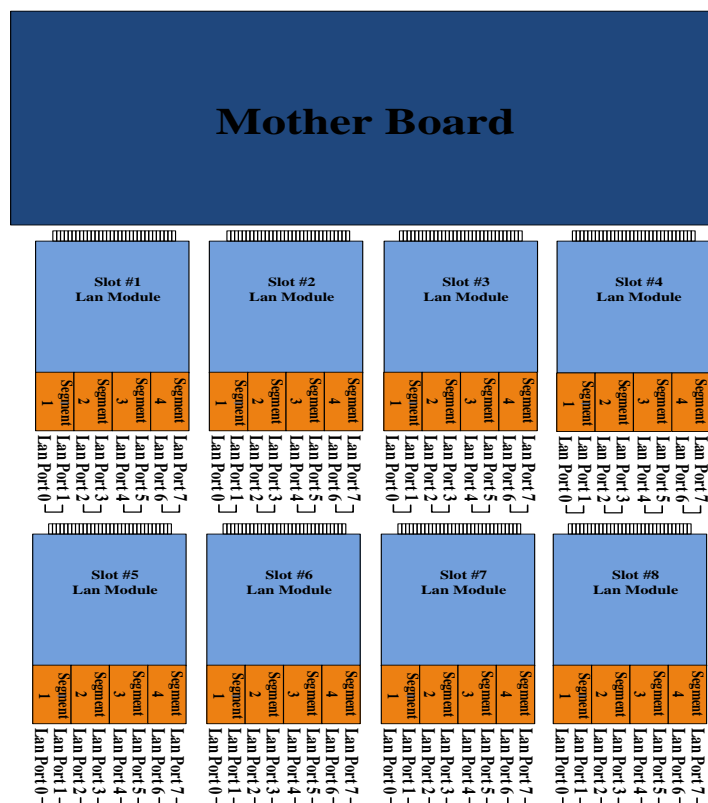 Mother Board
Slot #1
Lan Module
Slot #2
Lan Module
Slot #3
Lan Module
Slot #4
Lan Module
Segment
1
Segment
2
Segment
3
Segment
4
Segment
1
Segment
2
Segment
3
Segment
4
Segment
1
Segment
2
Segment
3
Segment
4
Segment
1
Segment
2
Segment
3
Segment
4
Lan Port 0
Lan Port 1
Lan Port 2
Lan Port 3
Lan Port 4
Lan Port 5
Lan Port 6
Lan Port 7
Lan Port 0
Lan Port 1
Lan Port 2
Lan Port 3
Lan Port 4
Lan Port 5
Lan Port 6
Lan Port 7
Lan Port 0
Lan Port 1
Lan Port 2
Lan Port 3
Lan Port 4
Lan Port 5
Lan Port 6
Lan Port 7
Lan Port 0
Lan Port 1
Lan Port 2
Lan Port 3
Lan Port 4
Lan Port 5
Lan Port 6
Lan Port 7
Slot #5
Lan Module
Slot #6
Lan Module
Slot #7
Lan Module
Slot #8
Lan Module
Segment
1
Segment
2
Segment
3
Segment
4
Segment
1
Segment
2
Segment
3
Segment
4
Segment
1
Segment
2
Segment
3
Segment
4
Segment
1
Segment
2
Segment
3
Segment
4
Lan Port 0
Lan Port 1
Lan Port 2
Lan Port 3
Lan Port 4
Lan Port 5
Lan Port 6
Lan Port 7
Lan Port 0
Lan Port 1
Lan Port 2
Lan Port 3
Lan Port 4
Lan Port 5
Lan Port 6
Lan Port 7
Lan Port 0
Lan Port 1
Lan Port 2
Lan Port 3
Lan Port 4
Lan Port 5
Lan Port 6
Lan Port 7
Lan Port 0
Lan Port 1
Lan Port 2
Lan Port 3
Lan Port 4
Lan Port 5
Lan Port 6
Lan Port 7